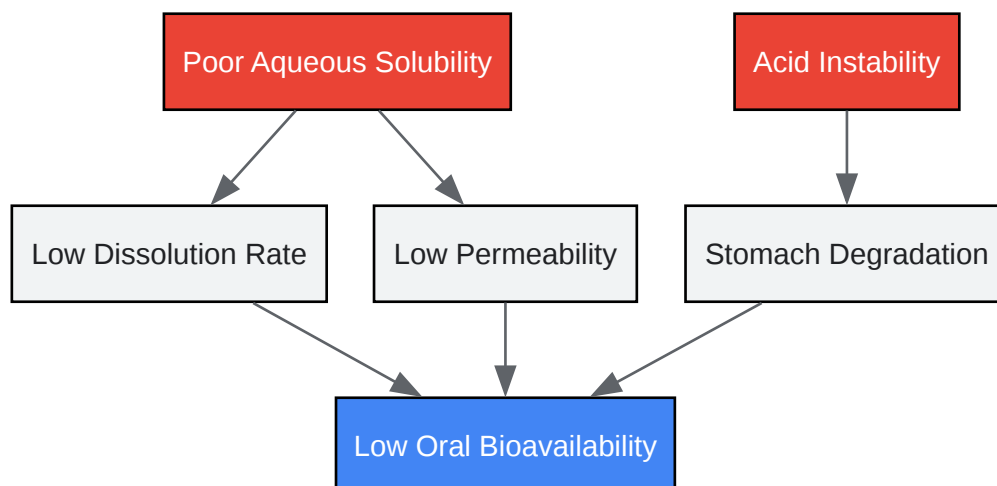 Poor Aqueous Solubility
Acid Instability
Low Dissolution Rate
Low Permeability
Stomach Degradation
Low Oral Bioavailability